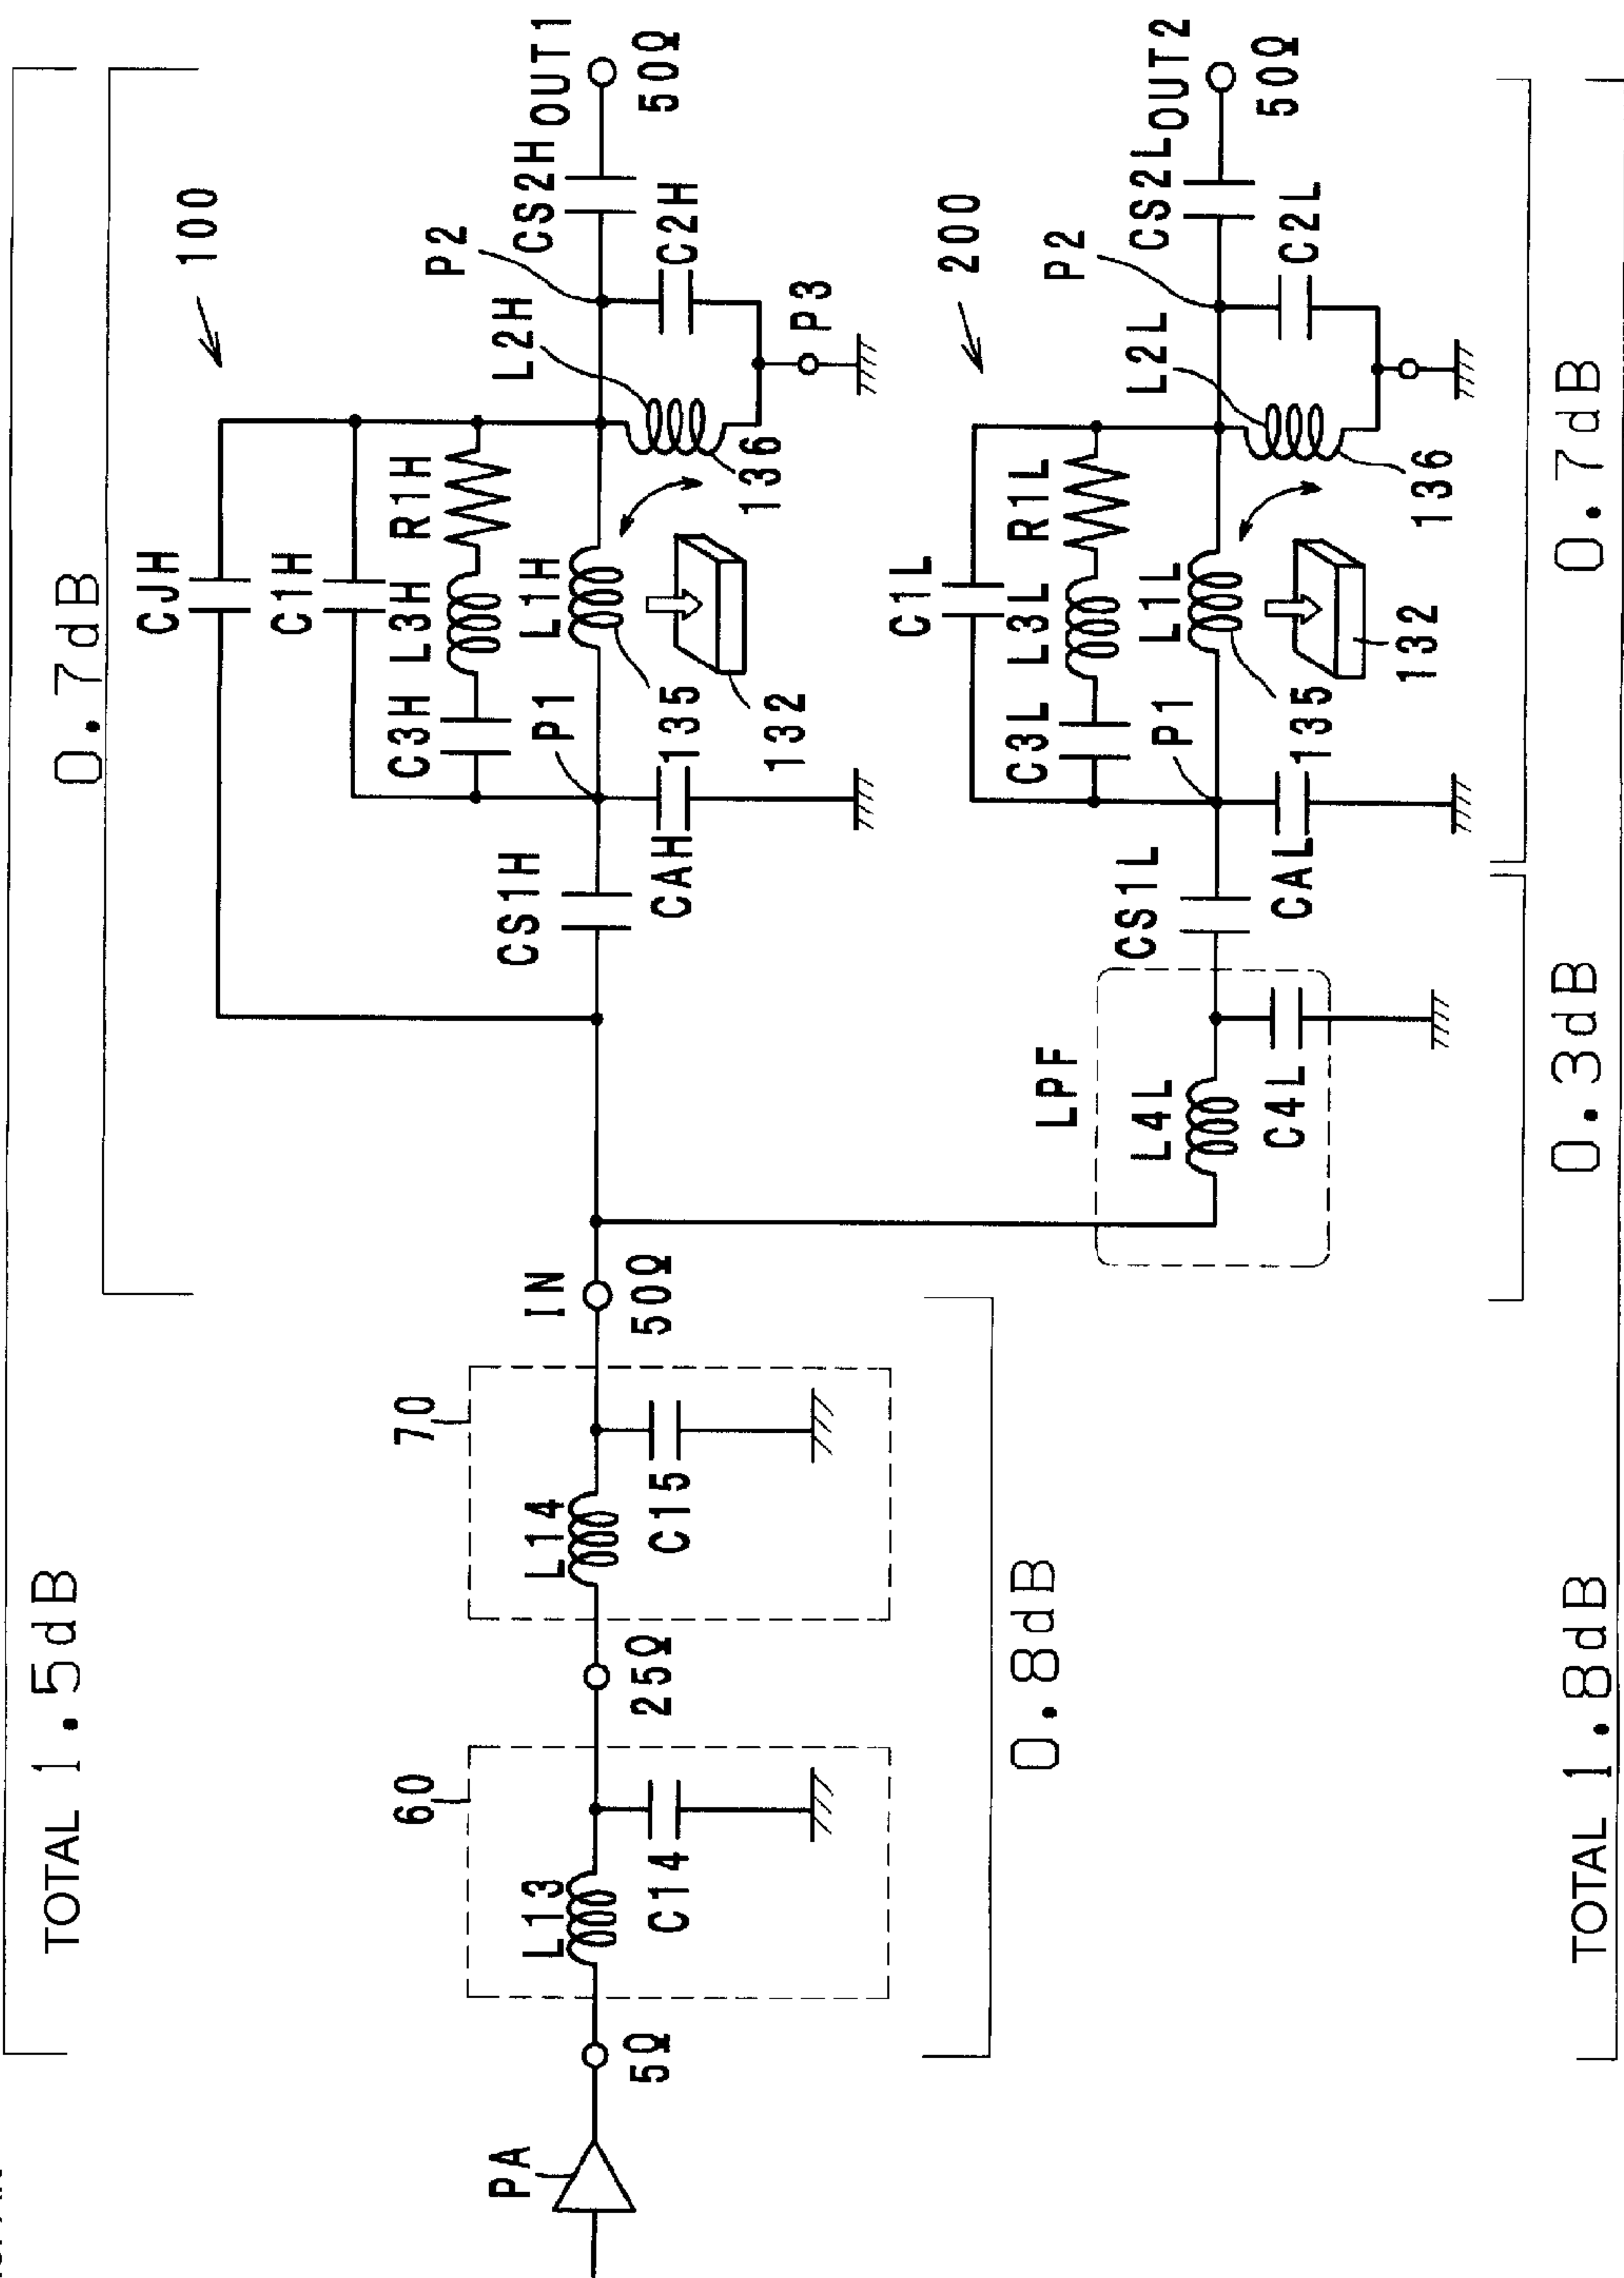 TOTAL 1.5dB
0.7dB
100
CJH
C1H
C3H
L3H
R1H
L2H
P2
CS2H
OUT1
50Ω
C2H
P3
136
L1H
P1
135
132
CS1H
CAH
PA
5Ω
60
L13
C14
25Ω
70
L14
C15
IN
50Ω
0.8dB
200
C1L
C3L
L3L
R1L
L2L
P2
CS2L
OUT2
50Ω
C2L
136
L1L
P1
135
132
CS1L
CAL
LPF
L4L
C4L
0.3dB
0.7dB
TOTAL 1.8dB